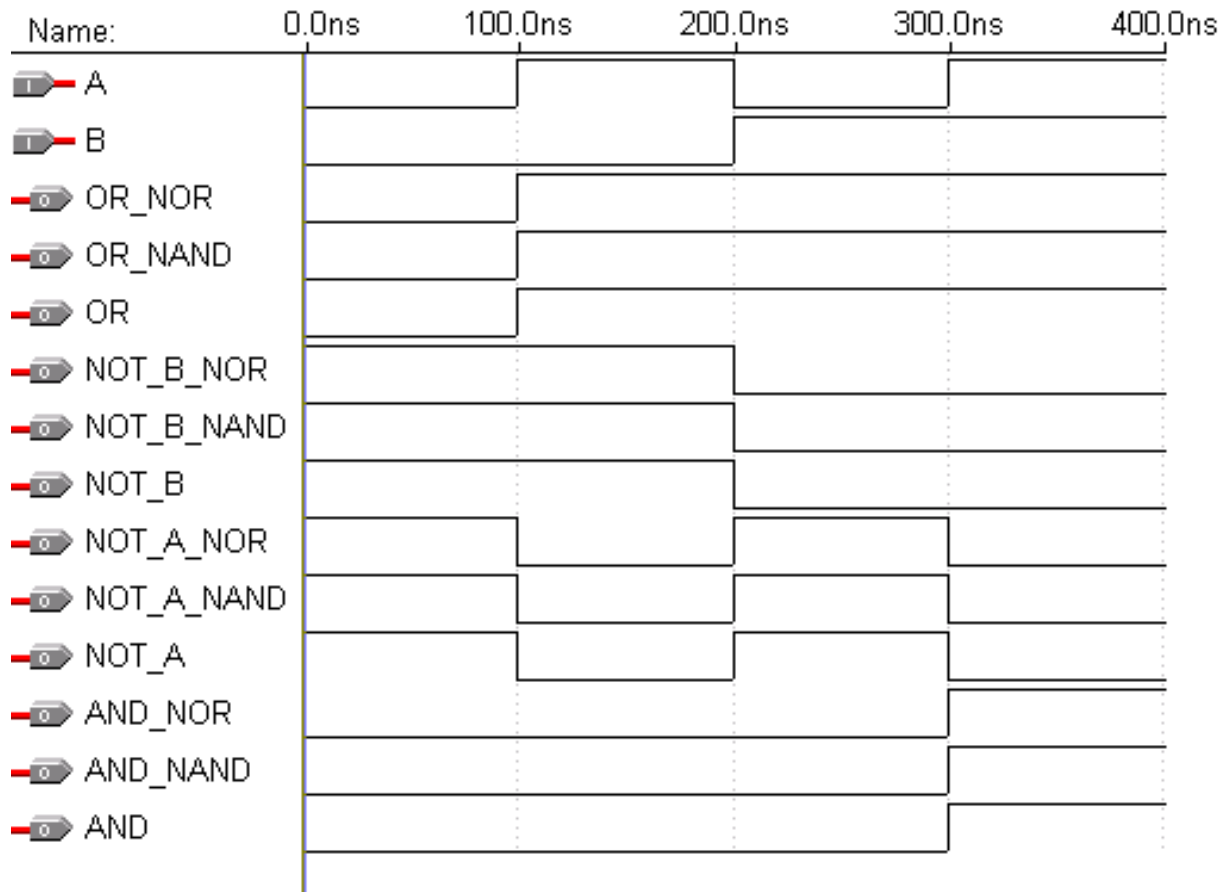 Name: 0.0ns 100.0ns 200.0ns 300.0ns 400.0ns
I A
I B
O OR_NOR
O OR_NAND
O OR
O NOT_B_NOR
O NOT_B_NAND
O NOT_B
O NOT_A_NOR
O NOT_A_NAND
O NOT_A
O AND_NOR
O AND_NAND
O AND